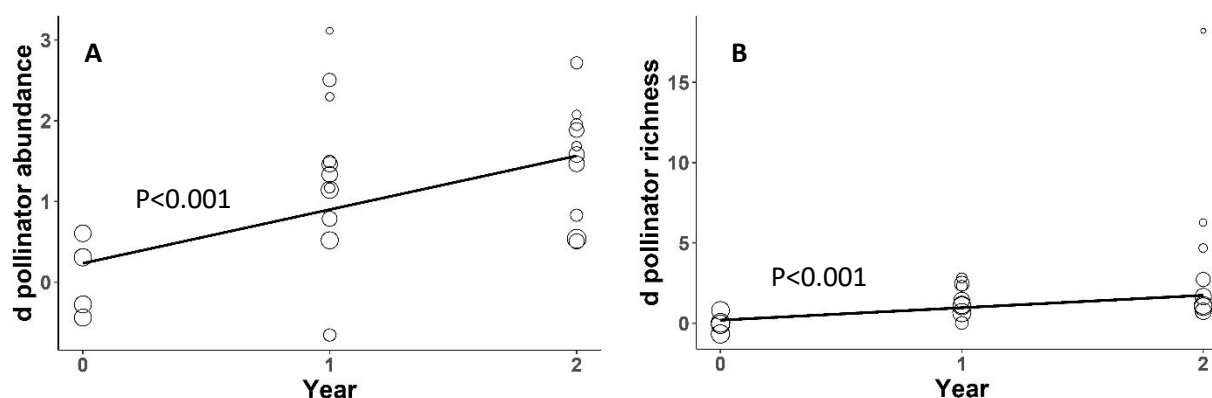 A
d pollinator abundance
3
2
1
0
P<0.001
0
1
2
Year
B
d pollinator richness
15
10
5
0
P<0.001
0
1
2
Year